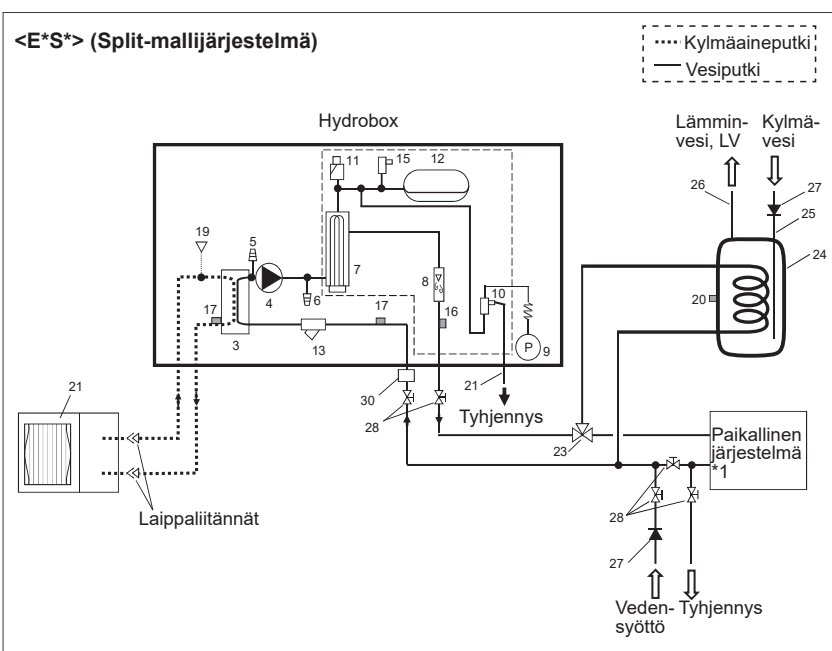 <E*S*> (Split-mallijärjestelmä)
Kylmäaineputki
Vesiputki
Hydrobox
Lämmin-
vesi, LV
Kylmä-
vesi
11
15
12
26
27
25
24
19
5
4
6
7
8
10
20
17
17
16
3
13
P
9
21
21
30
28
Tyhjennys
23
Paikallinen
järjestelmä
*1
Laippaliitännät
28
27
Veden-
syöttö
Tyhjennys